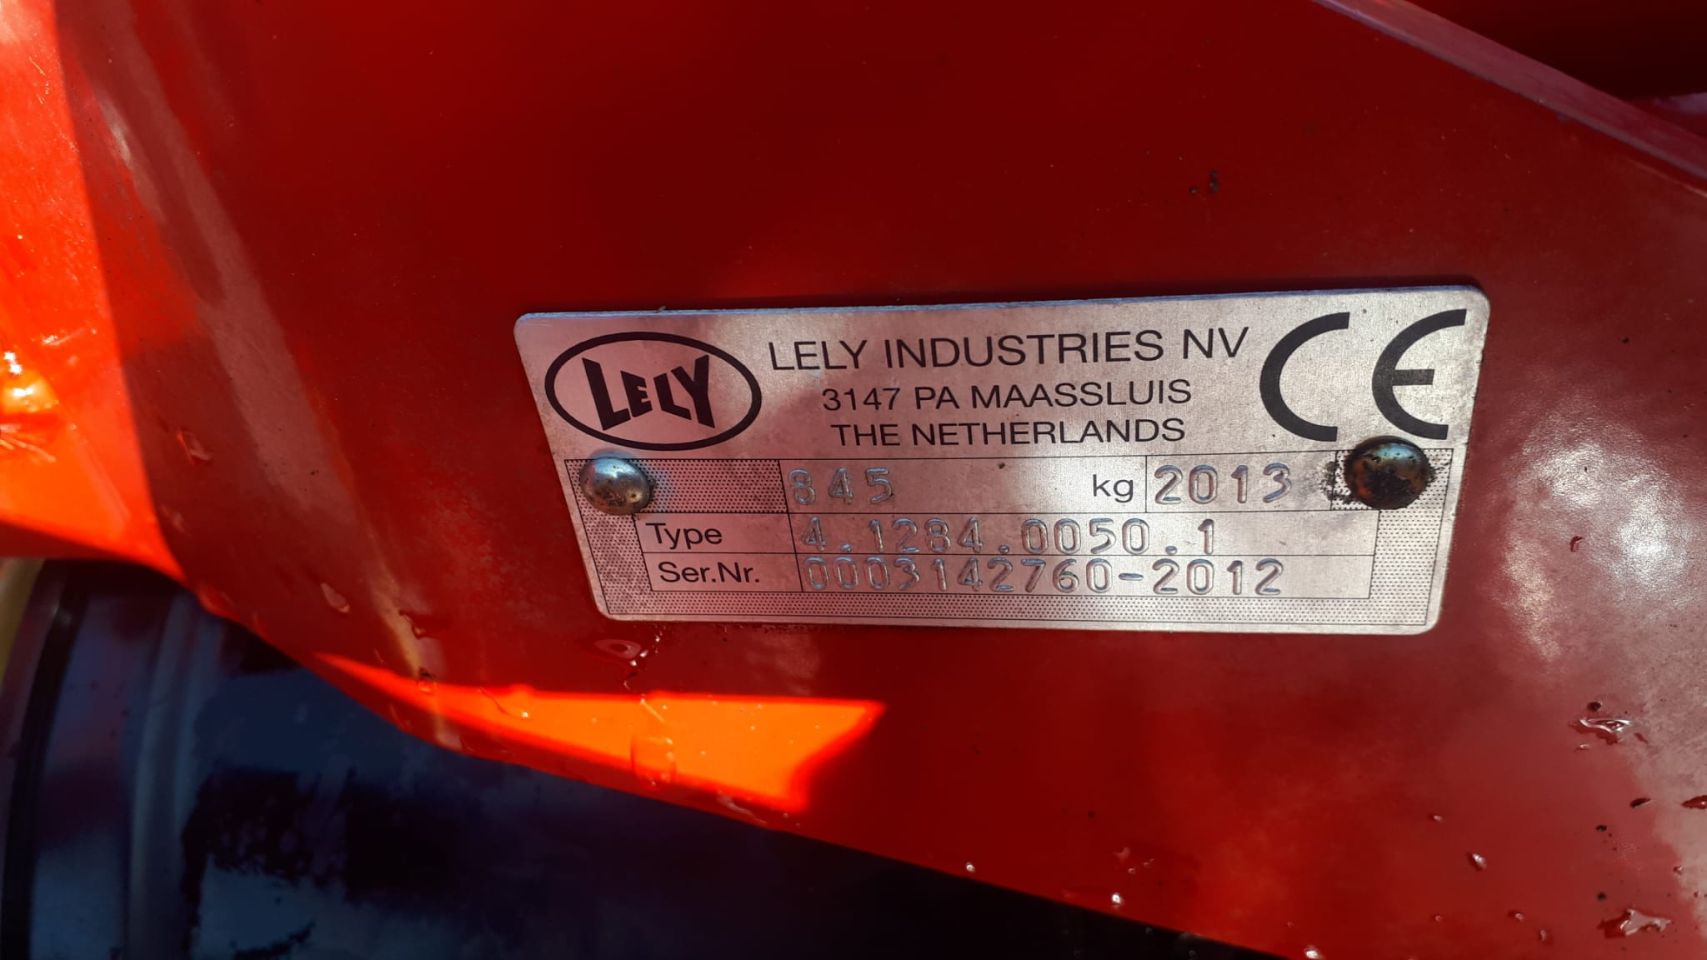 LELY
LELY INDUSTRIES NV
3147 PA MAASSLUIS
THE NETHERLANDS
CE
845 kg 2013
Type 4.1284.0050.1
Ser.Nr. 0003142760-2012